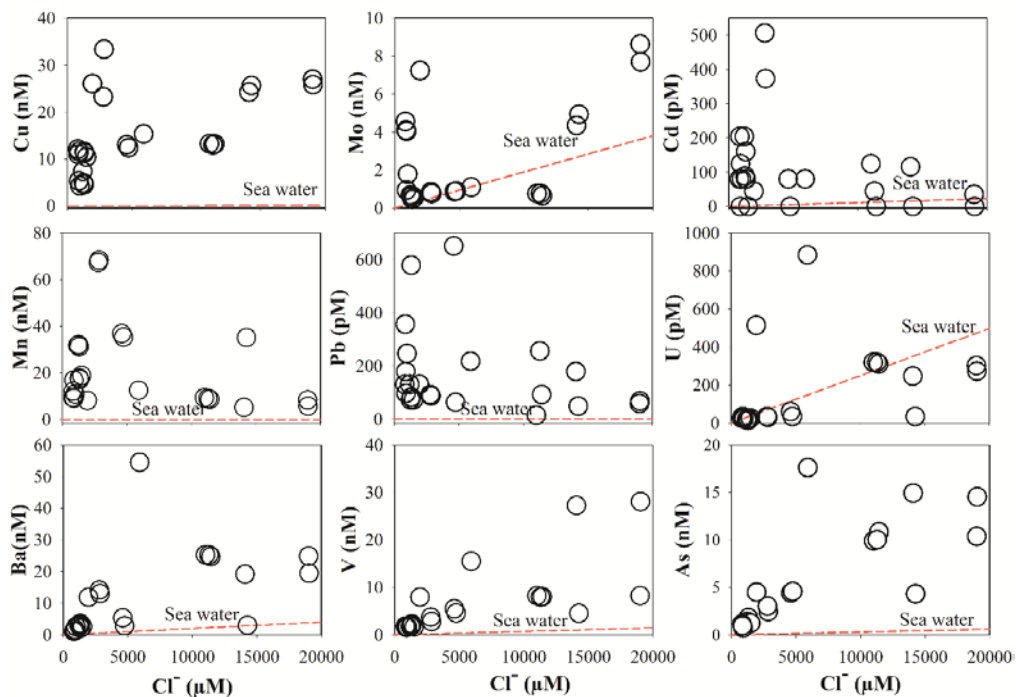 Cu (nM)
40
30
20
10
0
Sea water
Mo (nM)
10
8
6
4
2
0
Sea water
Cd (pM)
500
400
300
200
100
0
Sea water
Mn (nM)
80
60
40
20
0
Sea water
Pb (pM)
600
400
200
0
Sea water
U (pM)
1000
800
600
400
200
0
Sea water
Ba(nM)
60
50
40
30
20
10
0
Sea water
0 5000 10000 15000 20000
Cl⁻ (µM)
V (nM)
40
30
20
10
0
Sea water
0 5000 10000 15000 20000
Cl⁻ (µM)
As (nM)
20
15
10
5
0
Sea water
0 5000 10000 15000 20000
Cl⁻ (µM)